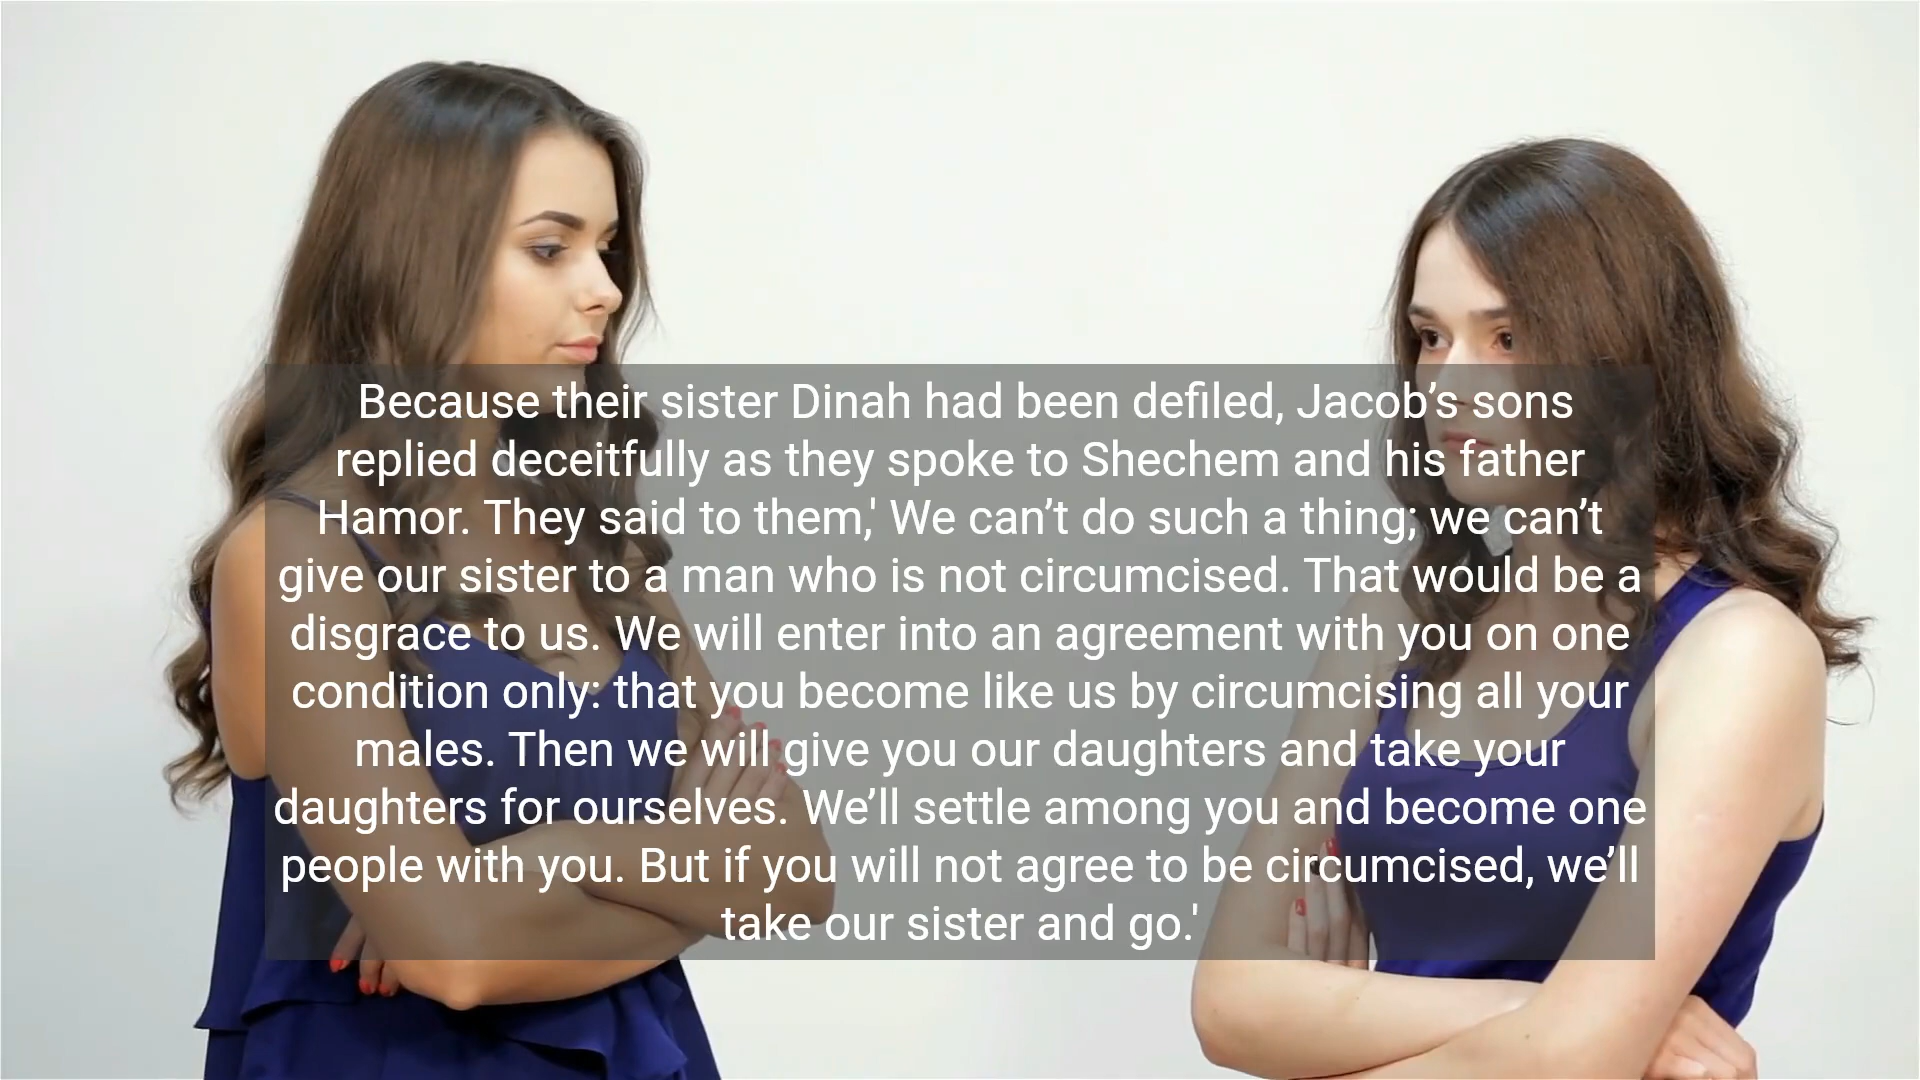 Because their sister Dinah had been defiled, Jacob’s sons
replied deceitfully as they spoke to Shechem and his father
Hamor. They said to them,' We can’t do such a thing; we can’t
give our sister to a man who is not circumcised. That would be a
disgrace to us. We will enter into an agreement with you on one
condition only: that you become like us by circumcising all your
males. Then we will give you our daughters and take your
daughters for ourselves. We’ll settle among you and become one
people with you. But if you will not agree to be circumcised, we’ll
take our sister and go.'